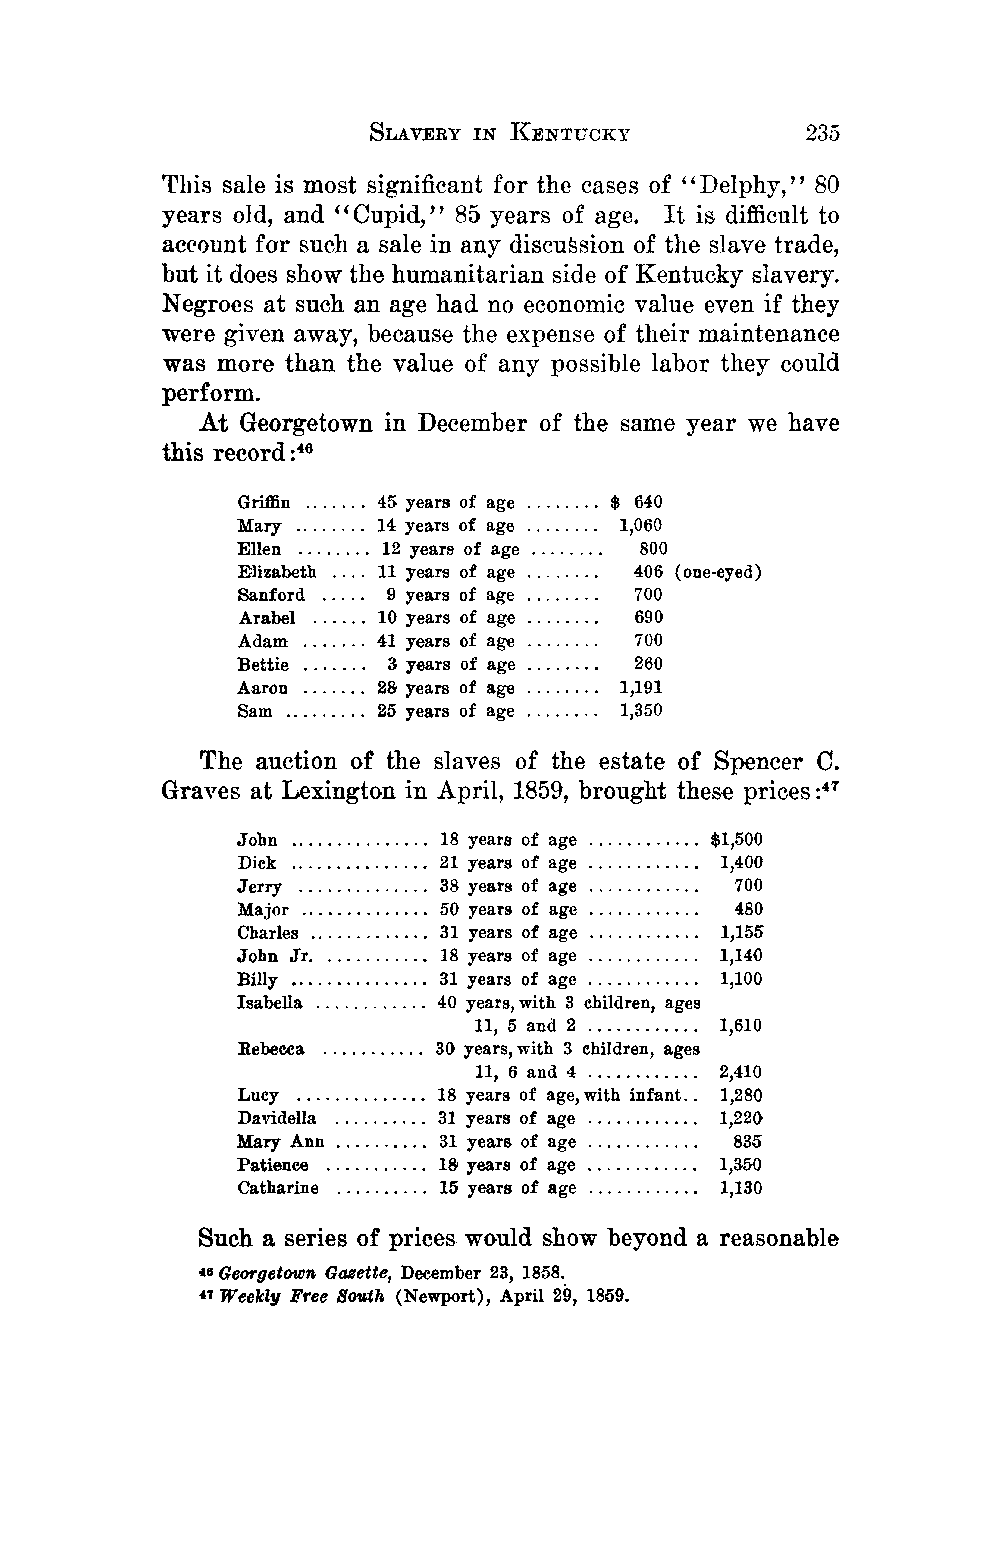 SLAVERY IN KENTUCKY 235
This sale is most significant for the cases of “Delphy,” 80
years old, and “Cupid,” 85 years of age. It is difficult to
account for such a sale in any discussion of the slave trade,
but it does show the humanitarian side of Kentucky slavery.
Negroes at such an age had no economic value even if they
were given away, because the expense of their maintenance
was more than the value of any possible labor they could
perform.
At Georgetown in December of the same year we have
this record:⁴⁶
Griffin ....... 45 years of age ........ $ 640
Mary ........ 14 years of age ........ 1,060
Ellen ........ 12 years of age ........ 800
Elizabeth .... 11 years of age ........ 406 (one-eyed)
Sanford ..... 9 years of age ........ 700
Arabel ...... 10 years of age ........ 690
Adam ....... 41 years of age ........ 700
Bettie ....... 3 years of age ........ 260
Aaron ....... 28 years of age ........ 1,191
Sam ......... 25 years of age ........ 1,350
The auction of the slaves of the estate of Spencer C.
Graves at Lexington in April, 1859, brought these prices:⁴⁷
John ............... 18 years of age ............ $1,500
Dick ............... 21 years of age ............ 1,400
Jerry .............. 38 years of age ............ 700
Major .............. 50 years of age ............ 480
Charles ............. 31 years of age ............ 1,155
John Jr. ........... 18 years of age ............ 1,140
Billy ............... 31 years of age ............ 1,100
Isabella ............ 40 years, with 3 children, ages
11, 5 and 2 ............ 1,610
Rebecca ........... 30 years, with 3 children, ages
11, 6 and 4 ............ 2,410
Lucy .............. 18 years of age, with infant.. 1,280
Davidella .......... 31 years of age ............ 1,220
Mary Ann .......... 31 years of age ............ 835
Patience ........... 18 years of age ............ 1,350
Catharine .......... 15 years of age ............ 1,130
Such a series of prices would show beyond a reasonable
⁴⁶ Georgetown Gazette, December 23, 1858.
⁴⁷ Weekly Free South (Newport), April 29, 1859.